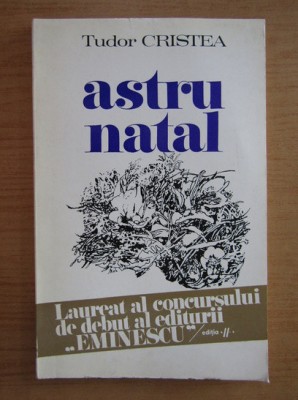 Tudor CRISTEA
astru
natal
Laureat al concursului
de debut al editurii
„EMINESCU“ / ediția -II-